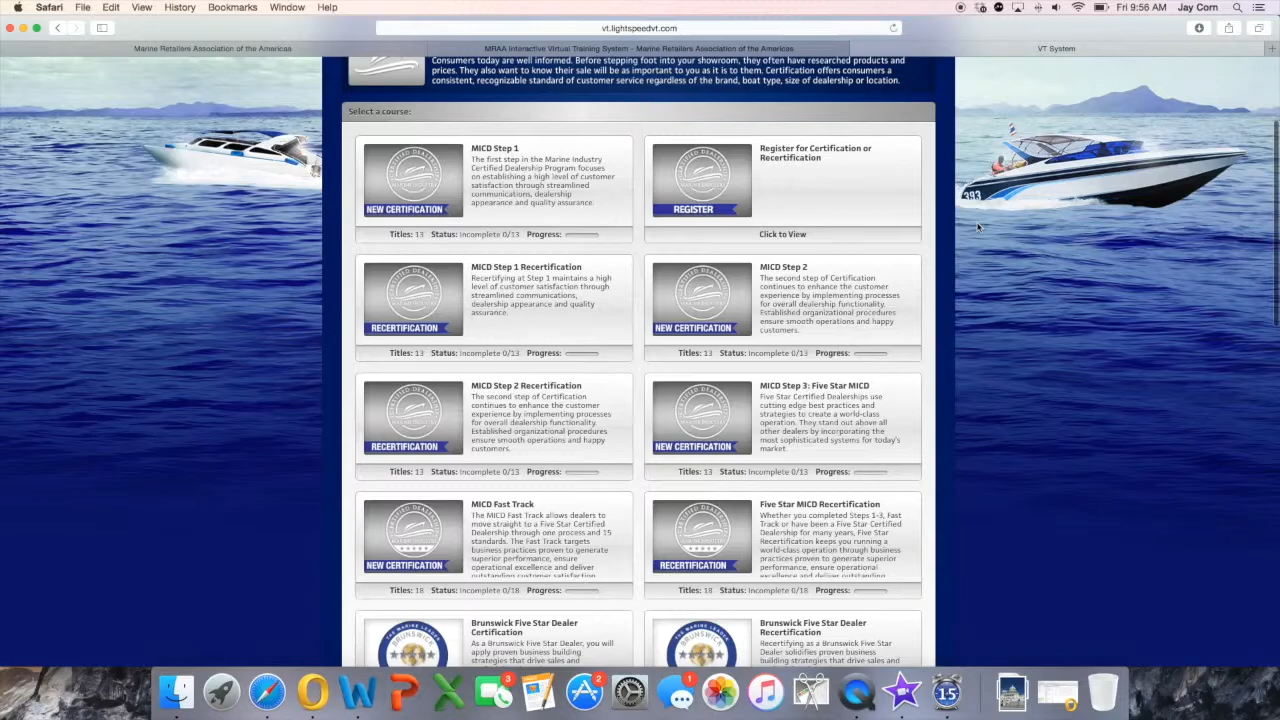 Safari File Edit View History Bookmarks Window Help Fri 9:56 AM Jay Corn
vt.lightspeedvt.com
Marine Retailers Association of the Americas
MRAA Interactive Virtual Training System - Marine Retailers Association of the Americas
VT System
Consumers today are well informed. Before stepping foot into your showroom, they often have researched products and
prices. They also want to know their sale will be as important to you as it is to them. Certification offers consumers a
consistent, recognizable standard of customer service regardless of the brand, boat type, size of dealership or location.
Select a course:
MICD Step 1
The first step in the Marine Industry
Certified Dealership Program focuses
on establishing a high level of customer
satisfaction through streamlined
communications, dealership
appearance and quality assurance.
NEW CERTIFICATION
Titles: 13 Status: Incomplete 0/13 Progress:
Register for Certification or
Recertification
REGISTER
Click to View
MICD Step 1 Recertification
Recertifying at Step 1 maintains a high
level of customer satisfaction through
streamlined communications,
dealership appearance and quality
assurance.
RECERTIFICATION
Titles: 13 Status: Incomplete 0/13 Progress:
MICD Step 2
The second step of Certification
continues to enhance the customer
experience by implementing processes
for overall dealership functionality.
Established organizational procedures
ensure smooth operations and happy
customers.
NEW CERTIFICATION
Titles: 13 Status: Incomplete 0/13 Progress:
MICD Step 2 Recertification
The second step of Certification
continues to enhance the customer
experience by implementing processes
for overall dealership functionality.
Established organizational procedures
ensure smooth operations and happy
customers.
RECERTIFICATION
Titles: 13 Status: Incomplete 0/13 Progress:
MICD Step 3: Five Star MICD
Five Star Certified Dealerships use
cutting edge best practices and
strategies to create a world-class
operation. They stand out above all
other dealers by incorporating the
most sophisticated systems for today's
market.
NEW CERTIFICATION
Titles: 13 Status: Incomplete 0/13 Progress:
MICD Fast Track
The MICD Fast Track allows dealers to
move straight to a Five Star Certified
Dealership through one process and 15
standards. The Fast Track targets
business practices proven to generate
superior performance, ensure
operational excellence and deliver
outstanding customer satisfaction
NEW CERTIFICATION
Titles: 18 Status: Incomplete 0/18 Progress:
Five Star MICD Recertification
Whether you completed Steps 1-3, Fast
Track or have been a Five Star Certified
Dealership for many years, Five Star
Recertification keeps you running a
world-class operation through business
practices proven to generate superior
performance, ensure operational
excellence and deliver outstanding
RECERTIFICATION
Titles: 18 Status: Incomplete 0/18 Progress:
Brunswick Five Star Dealer
Certification
As a Brunswick Five Star Dealer, you will
apply proven business building
strategies that drive sales and
THE MARINE LEADER
BRUNSWICK
Brunswick Five Star Dealer
Recertification
Recertifying as a Brunswick Five Star
Dealer solidifies proven business
building strategies that drive sales and
THE MARINE LEADER
BRUNSWICK
393
3
2
1
15